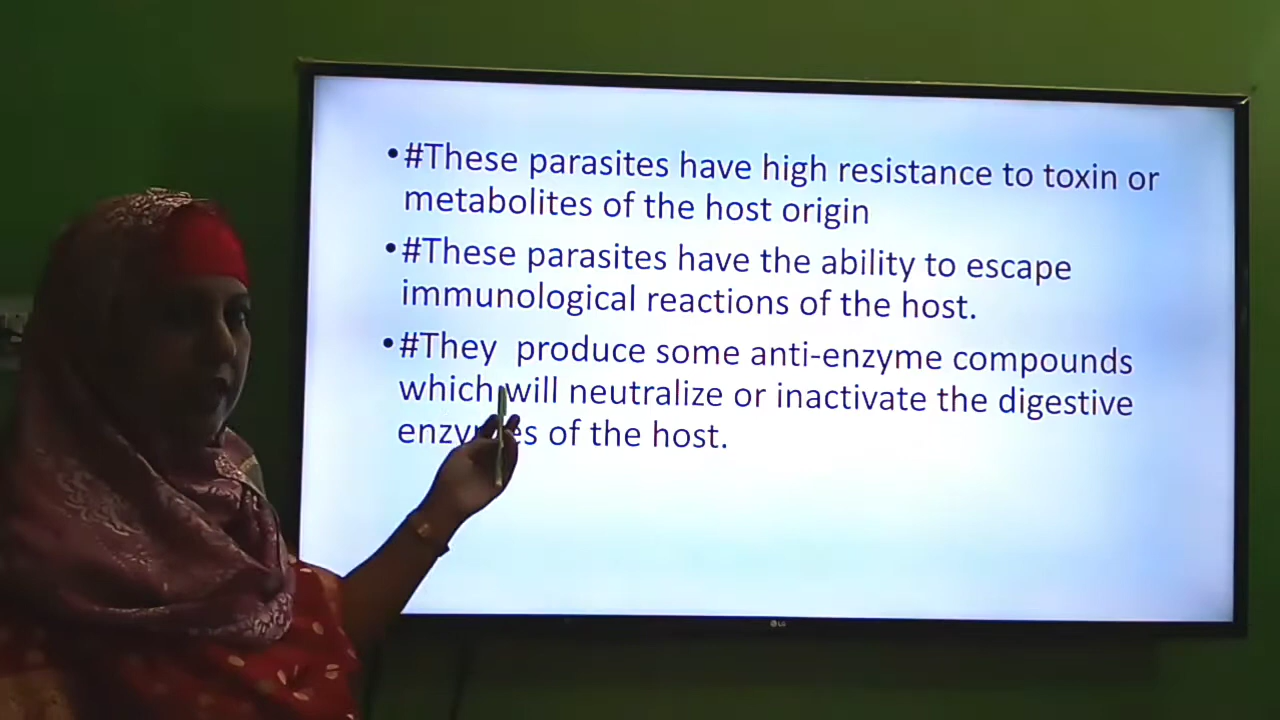 •#These parasites have high resistance to toxin or
metabolites of the host origin
•#These parasites have the ability to escape
immunological reactions of the host.
•#They produce some anti-enzyme compounds
which will neutralize or inactivate the digestive
enzymes of the host.
LG